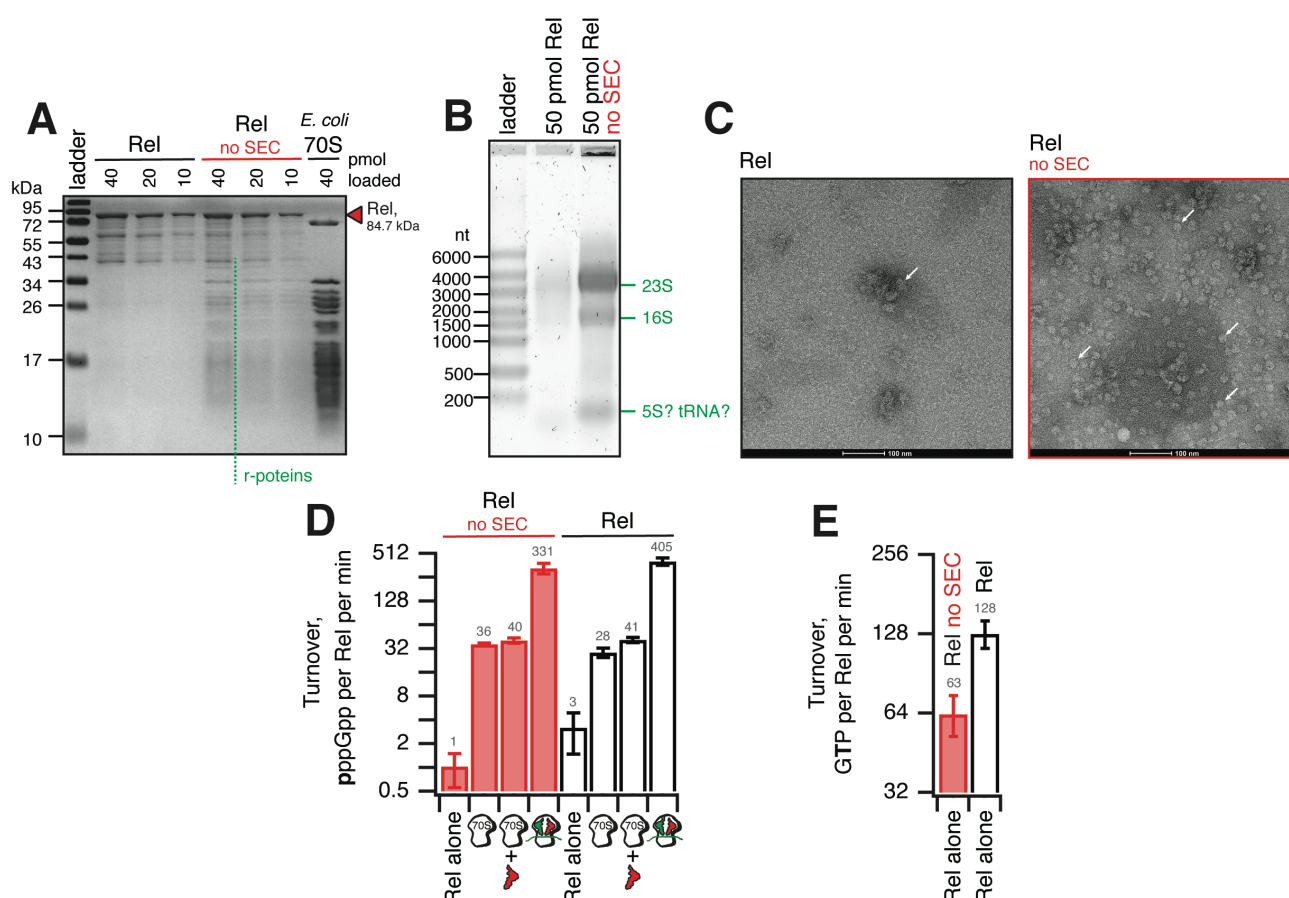 A
ladder
Rel
Rel
no SEC
E. coli
70S
pmol
loaded
40
20
10
40
20
10
40
kDa
95
72
55
43
34
26
17
10
Rel,
84.7 kDa
r-poteins
B
ladder
50 pmol Rel
50 pmol Rel
no SEC
nt
6000
4000
3000
2000
1500
1000
500
200
23S
16S
5S? tRNA?
C
Rel
100 nm
Rel
no SEC
100 nm
D
Rel
no SEC
Rel
Turnover,
pppGpp per Rel per min
512
128
32
8
2
0.5
1
36
40
331
3
28
41
405
Rel alone
70S
70S
+
Rel alone
70S
70S
+
E
Turnover,
GTP per Rel per min
256
128
64
32
Rel no SEC
63
Rel
128
Rel alone
Rel alone